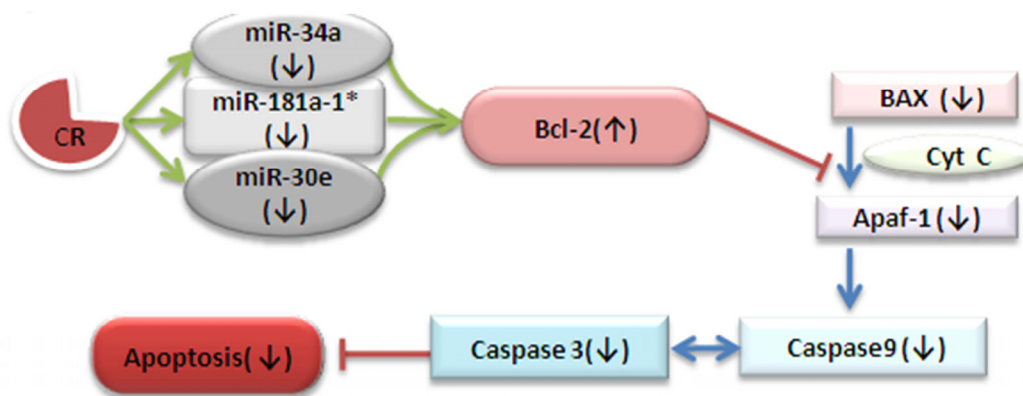 miR-34a
(↓)
CR
miR-181a-1*
(↓)
miR-30e
(↓)
Bcl-2(↑)
BAX (↓)
Cyt C
Apaf-1(↓)
Apoptosis(↓)
Caspase 3(↓)
Caspase9(↓)